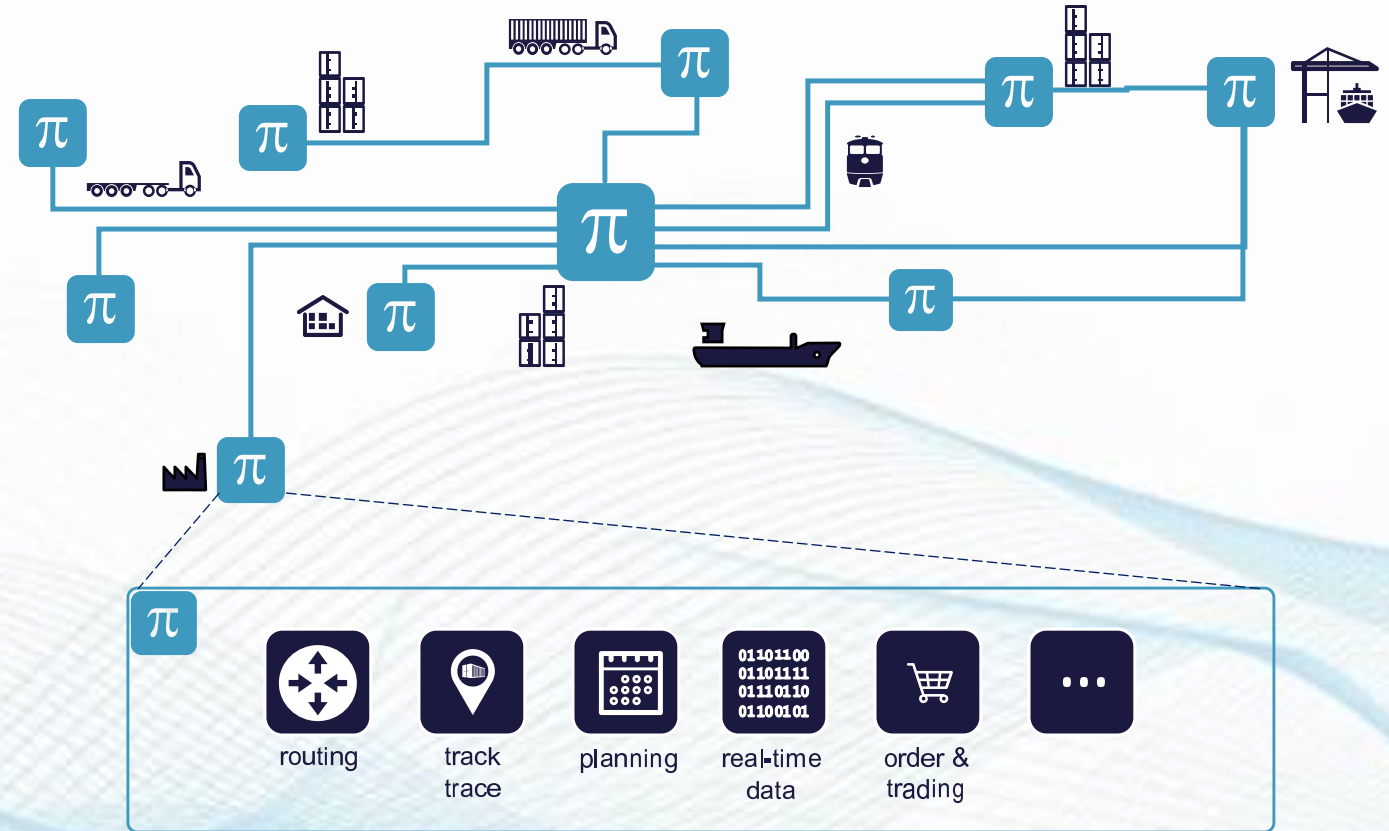 π
π
π
π
π
π
π
π
π
π
π
01101100
01101111
01110110
01100101
routing
track
trace
planning
real-time
data
order &
trading
...